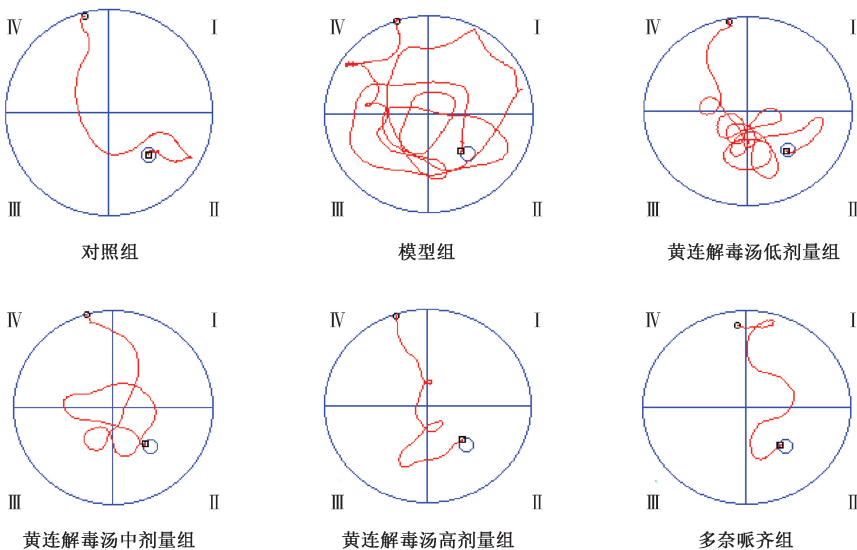 Ⅳ Ⅰ Ⅳ Ⅰ Ⅳ Ⅰ
Ⅲ Ⅱ Ⅲ Ⅱ Ⅲ Ⅱ
对照组 模型组 黄连解毒汤低剂量组
Ⅳ Ⅰ Ⅳ Ⅰ Ⅳ Ⅰ
Ⅲ Ⅱ Ⅲ Ⅱ Ⅲ Ⅱ
黄连解毒汤中剂量组 黄连解毒汤高剂量组 多奈哌齐组